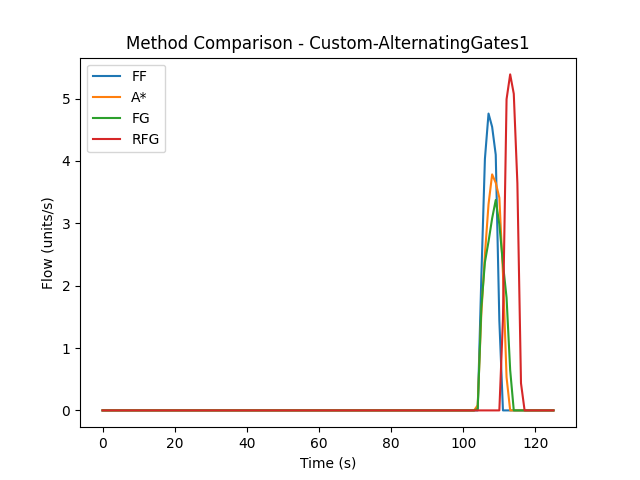 Method Comparison - Custom-AlternatingGates1
FF
A*
FG
RFG
Flow (units/s)
5
4
3
2
1
0
0 20 40 60 80 100 120
Time (s)